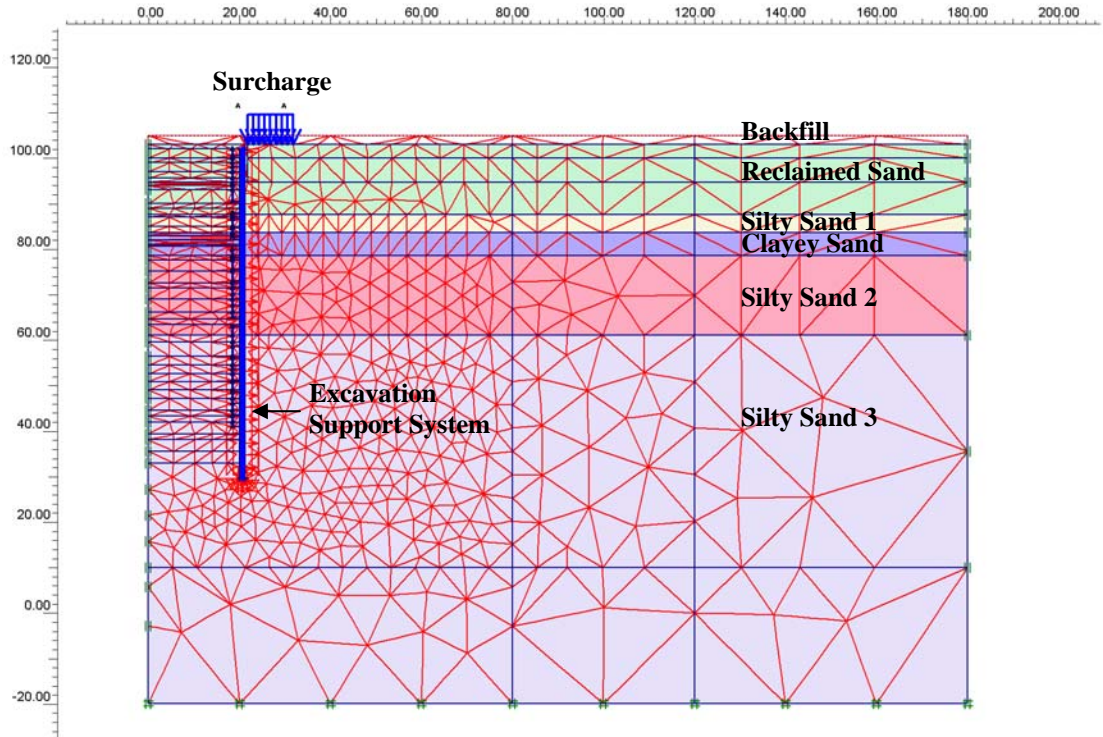 0.00 20.00 40.00 60.00 80.00 100.00 120.00 140.00 160.00 180.00 200.00
120.00
Surcharge
A A
Backfill
100.00
Reclaimed Sand
Silty Sand 1
80.00
Clayey Sand
Silty Sand 2
60.00
Excavation
Support System
Silty Sand 3
40.00
20.00
0.00
-20.00